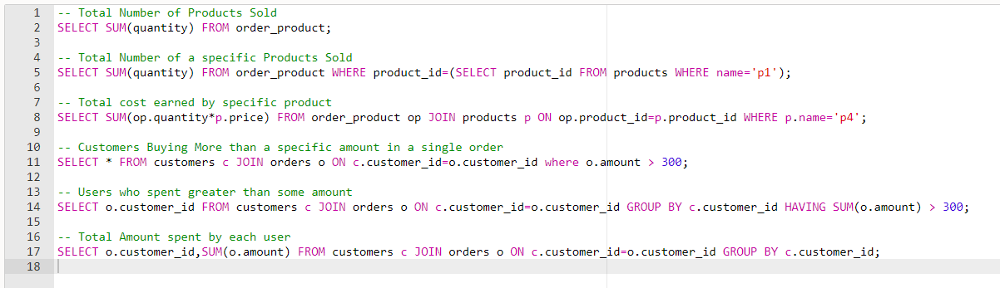 1 -- Total Number of Products Sold
2 SELECT SUM(quantity) FROM order_product;
3
4 -- Total Number of a specific Products Sold
5 SELECT SUM(quantity) FROM order_product WHERE product_id=(SELECT product_id FROM products WHERE name='p1');
6
7 -- Total cost earned by specific product
8 SELECT SUM(op.quantity*p.price) FROM order_product op JOIN products p ON op.product_id=p.product_id WHERE p.name='p4';
9
10 -- Customers Buying More than a specific amount in a single order
11 SELECT * FROM customers c JOIN orders o ON c.customer_id=o.customer_id where o.amount > 300;
12
13 -- Users who spent greater than some amount
14 SELECT o.customer_id FROM customers c JOIN orders o ON c.customer_id=o.customer_id GROUP BY c.customer_id HAVING SUM(o.amount) > 300;
15
16 -- Total Amount spent by each user
17 SELECT o.customer_id,SUM(o.amount) FROM customers c JOIN orders o ON c.customer_id=o.customer_id GROUP BY c.customer_id;
18